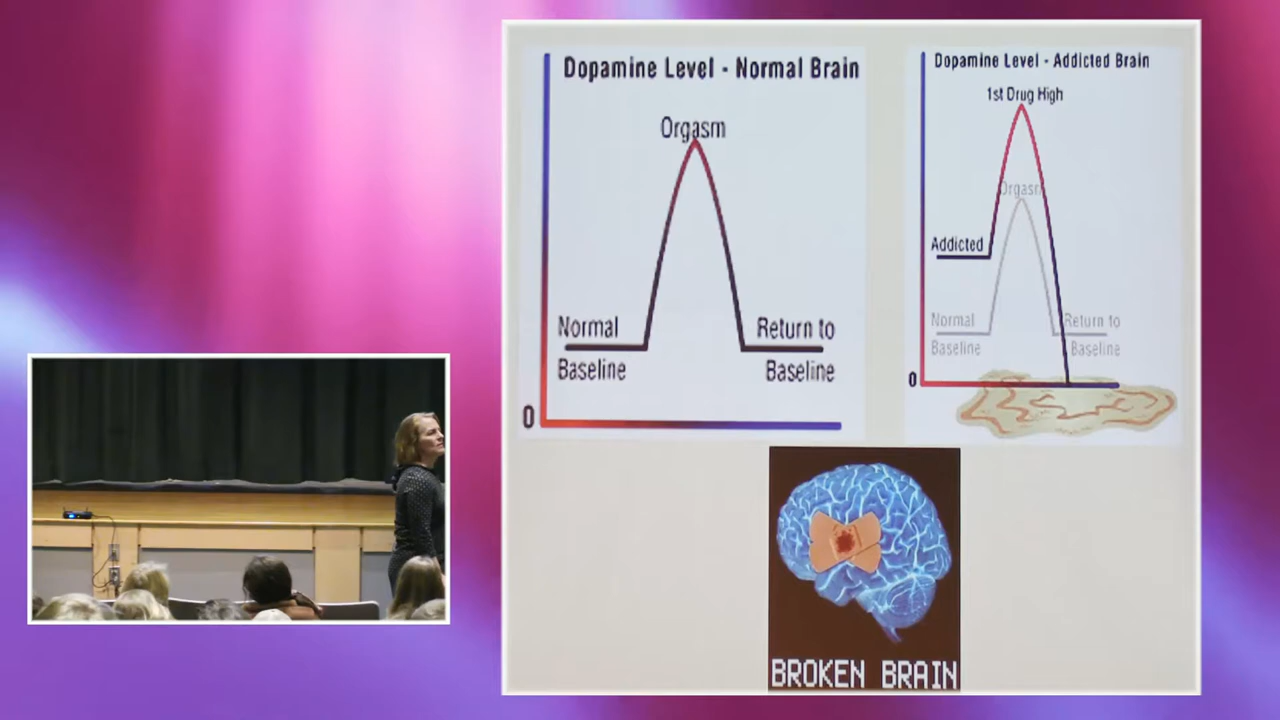 Dopamine Level - Normal Brain
Orgasm
Normal
Baseline
Return to
Baseline
0
Dopamine Level - Addicted Brain
1st Drug High
Orgasm
Addicted
Normal
Baseline
Return to
Baseline
0
BROKEN BRAIN